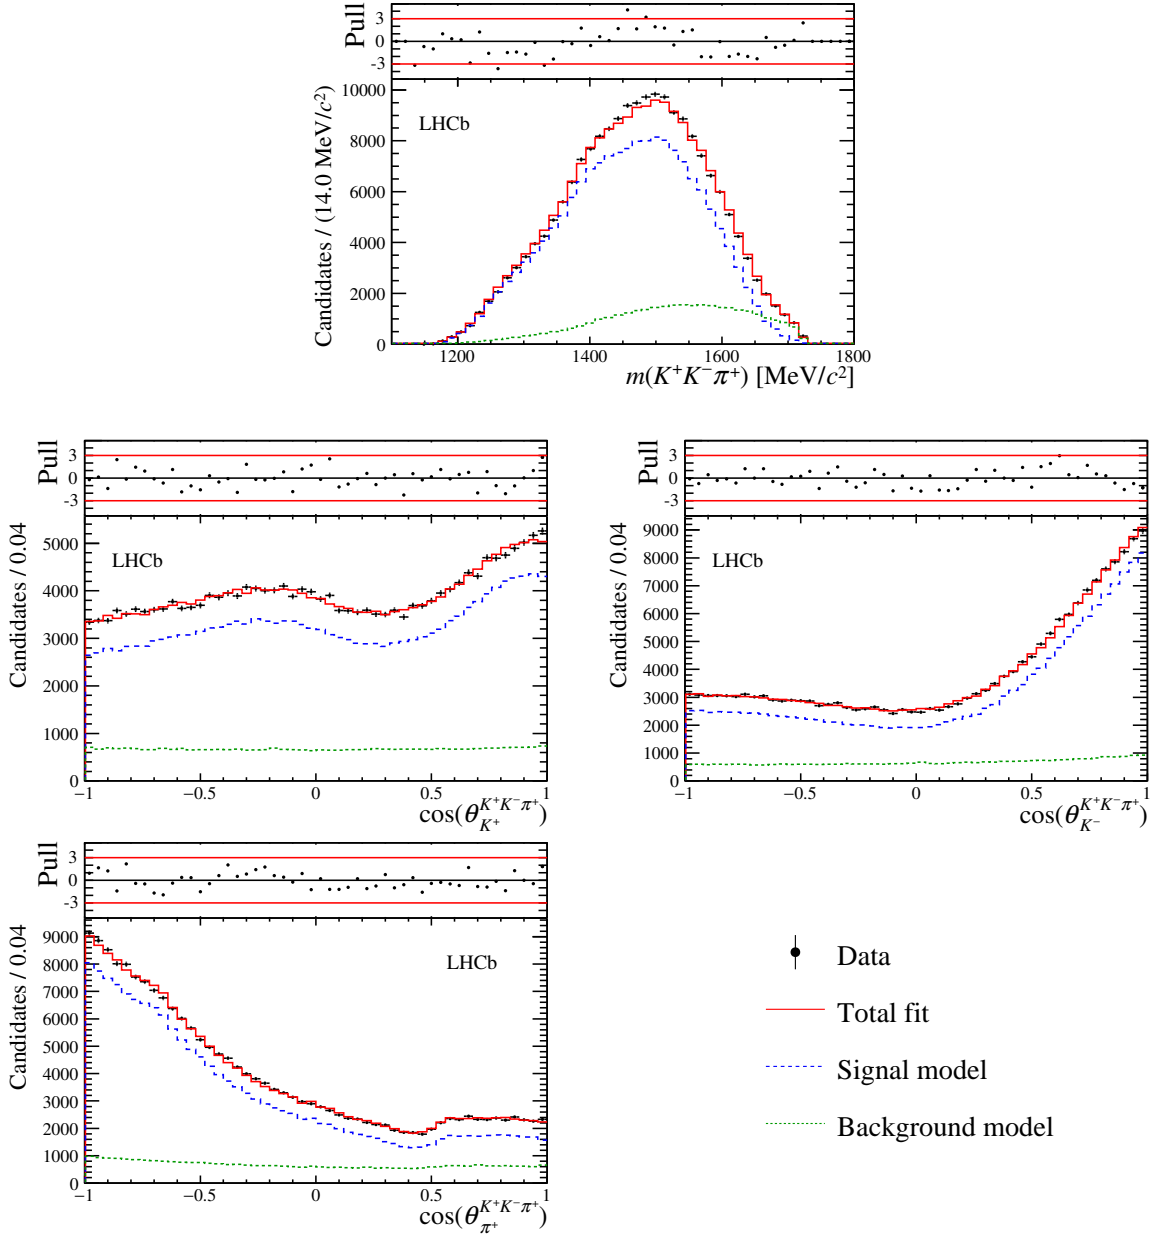 Pull
3
0
-3
Candidates / (14.0 MeV/c²)
10000
8000
6000
4000
2000
0
LHCb
1200 1400 1600 1800
m(K⁺K⁻π⁺) [MeV/c²]
Pull
3
0
-3
Candidates / 0.04
5000
4000
3000
2000
1000
0
LHCb
−1 −0.5 0 0.5 1
cos(θ_{K⁺}^{K⁺K⁻π⁺})
Pull
3
0
-3
Candidates / 0.04
9000
8000
7000
6000
5000
4000
3000
2000
1000
0
LHCb
−1 −0.5 0 0.5 1
cos(θ_{K⁻}^{K⁺K⁻π⁺})
Pull
3
0
-3
Candidates / 0.04
9000
8000
7000
6000
5000
4000
3000
2000
1000
0
LHCb
−1 −0.5 0 0.5 1
cos(θ_{π⁺}^{K⁺K⁻π⁺})
Data
Total fit
Signal model
Background model